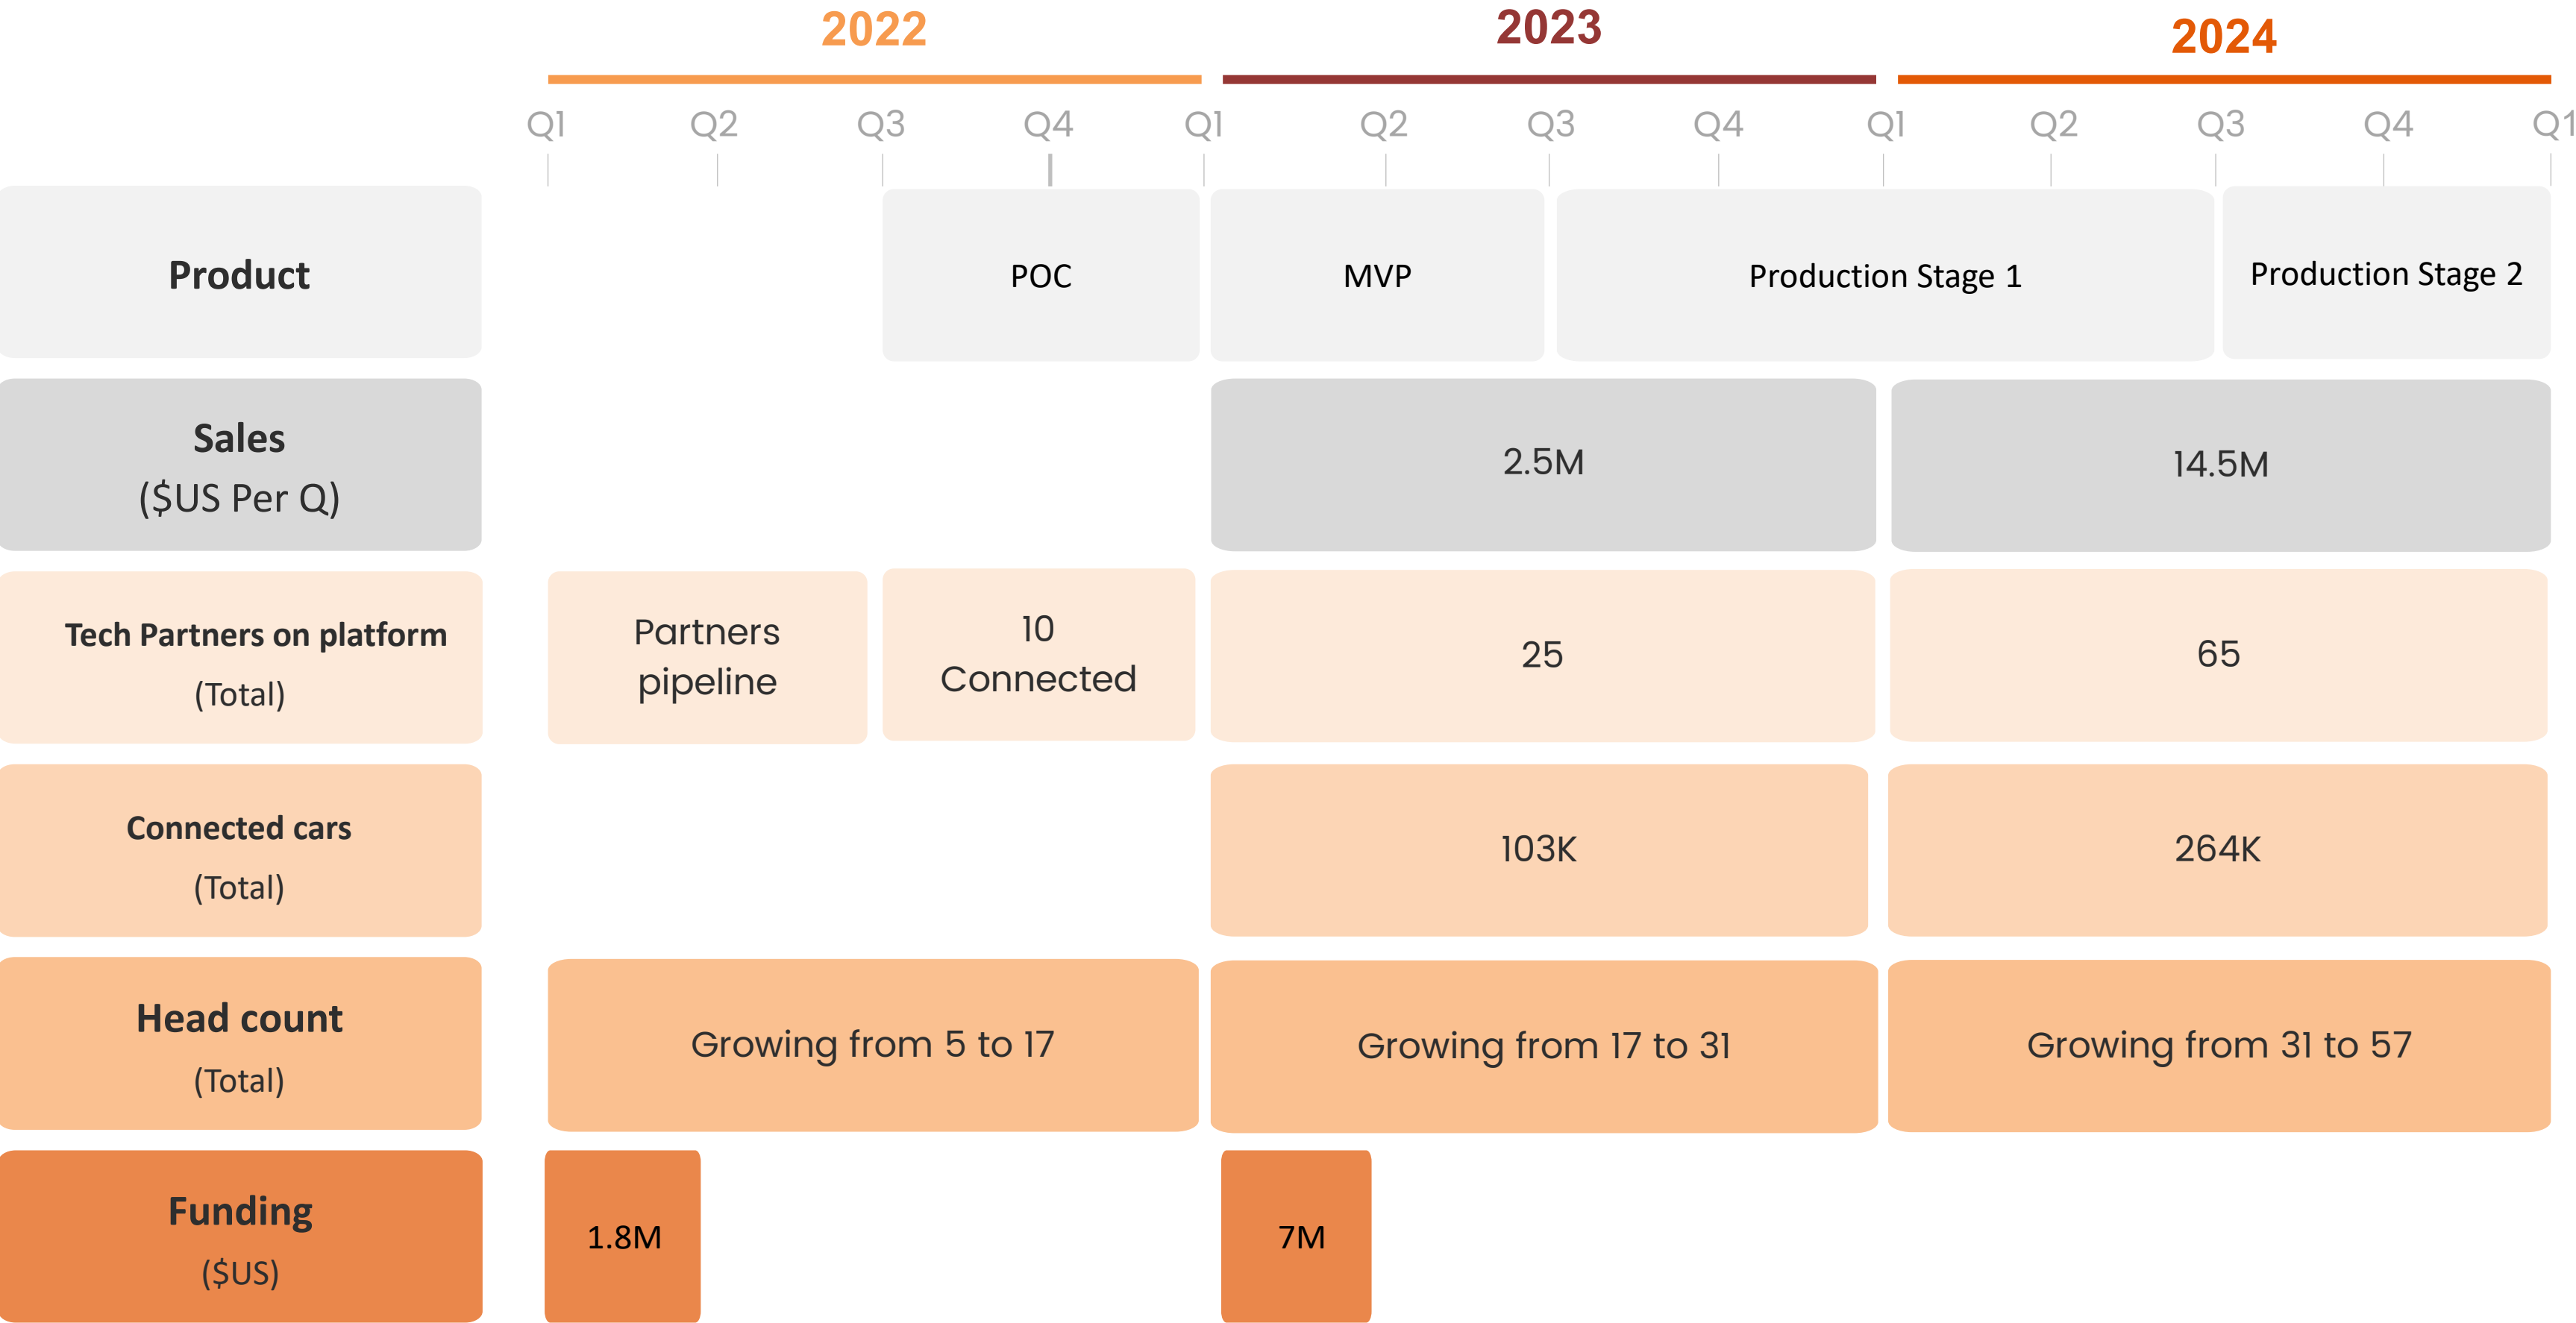 2022 2023 2024
Q1 Q2 Q3 Q4 Q1 Q2 Q3 Q4 Q1 Q2 Q3 Q4 Q1
Product
POC
MVP
Production Stage 1
Production Stage 2
Sales
($US Per Q)
2.5M
14.5M
Tech Partners on platform
(Total)
Partners
pipeline
10
Connected
25
65
Connected cars
(Total)
103K
264K
Head count
(Total)
Growing from 5 to 17
Growing from 17 to 31
Growing from 31 to 57
Funding
($US)
1.8M
7M